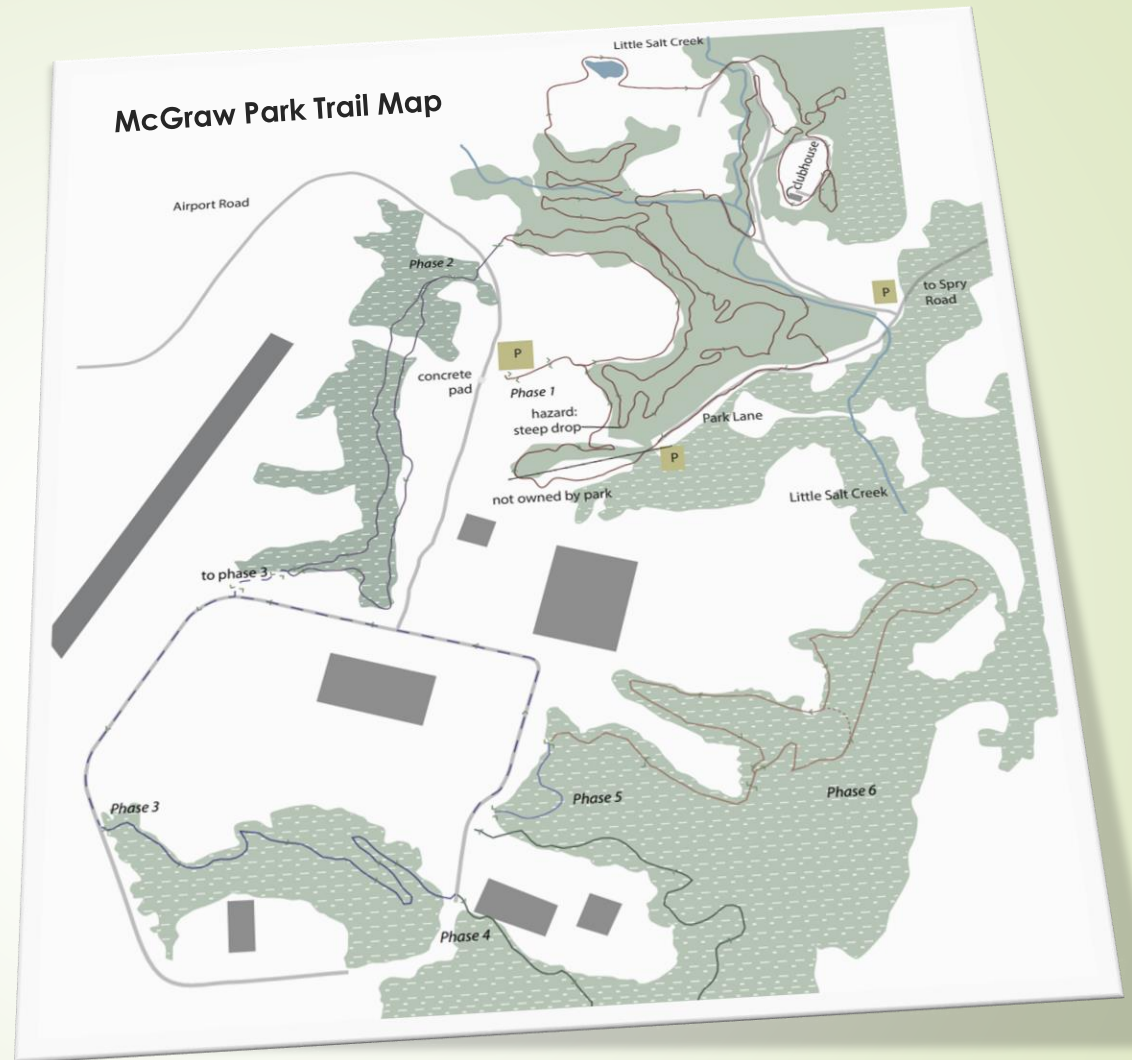 Little Salt Creek
McGraw Park Trail Map
clubhouse
Airport Road
Phase 2
P
to Spry
Road
P
concrete
pad
Phase 1
hazard:
steep drop
Park Lane
P
not owned by park
Little Salt Creek
to phase 3
Phase 3
Phase 5
Phase 6
Phase 4